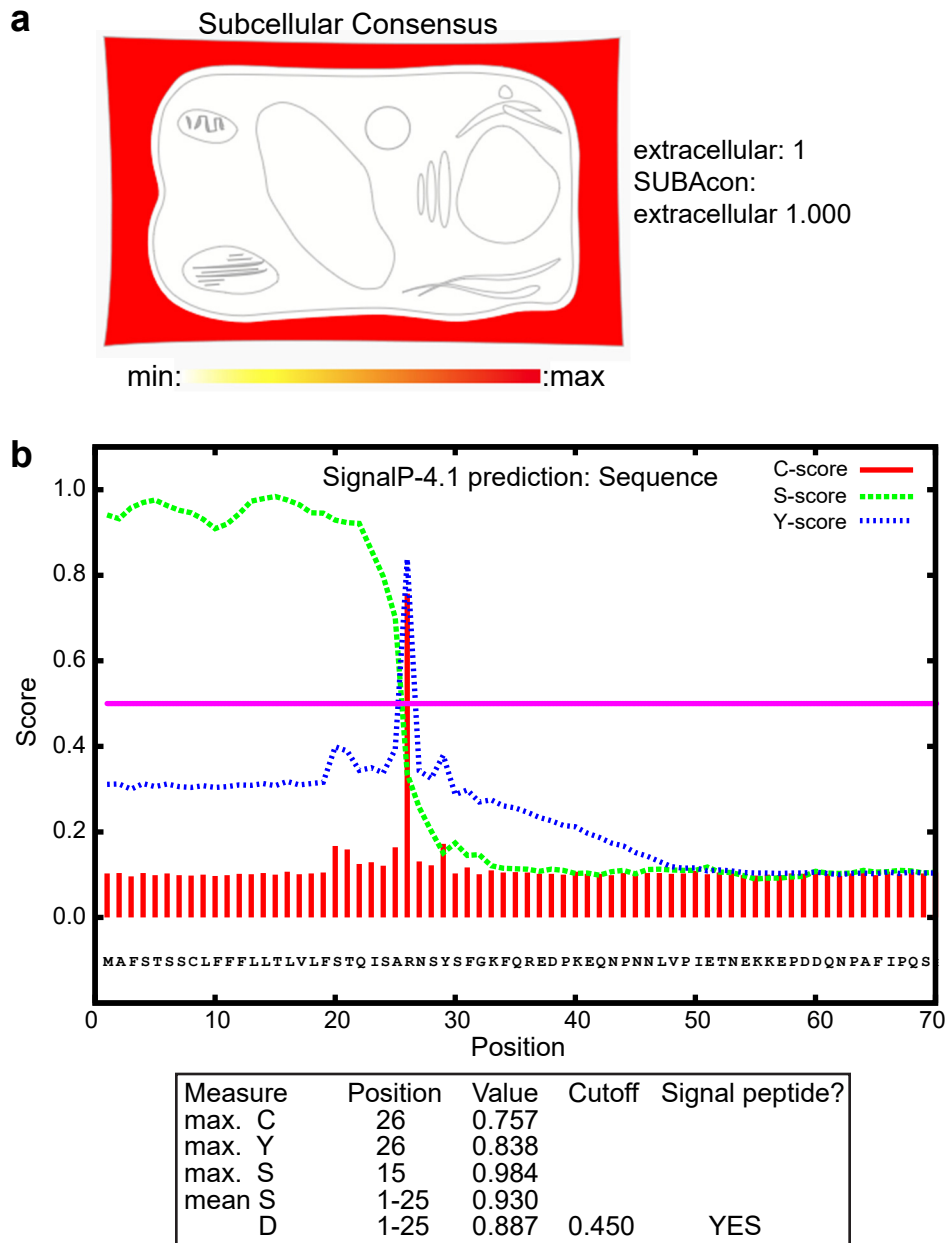 a
Subcellular Consensus
extracellular: 1
SUBAcon:
extracellular 1.000
min: :max
b
SignalP-4.1 prediction: Sequence
C-score
S-score
Y-score
1.0
0.8
0.6
0.4
0.2
0.0
Score
MAFSTSSCLFFFLLTLVLFSTQISARNSYSFGKFQREDPKEQNPNNLVPIETNEKKPEDDQNPAFIPQS
0 10 20 30 40 50 60 70
Position
Measure Position Value Cutoff Signal peptide?
max. C 26 0.757
max. Y 26 0.838
max. S 15 0.984
mean S 1-25 0.930
D 1-25 0.887 0.450 YES